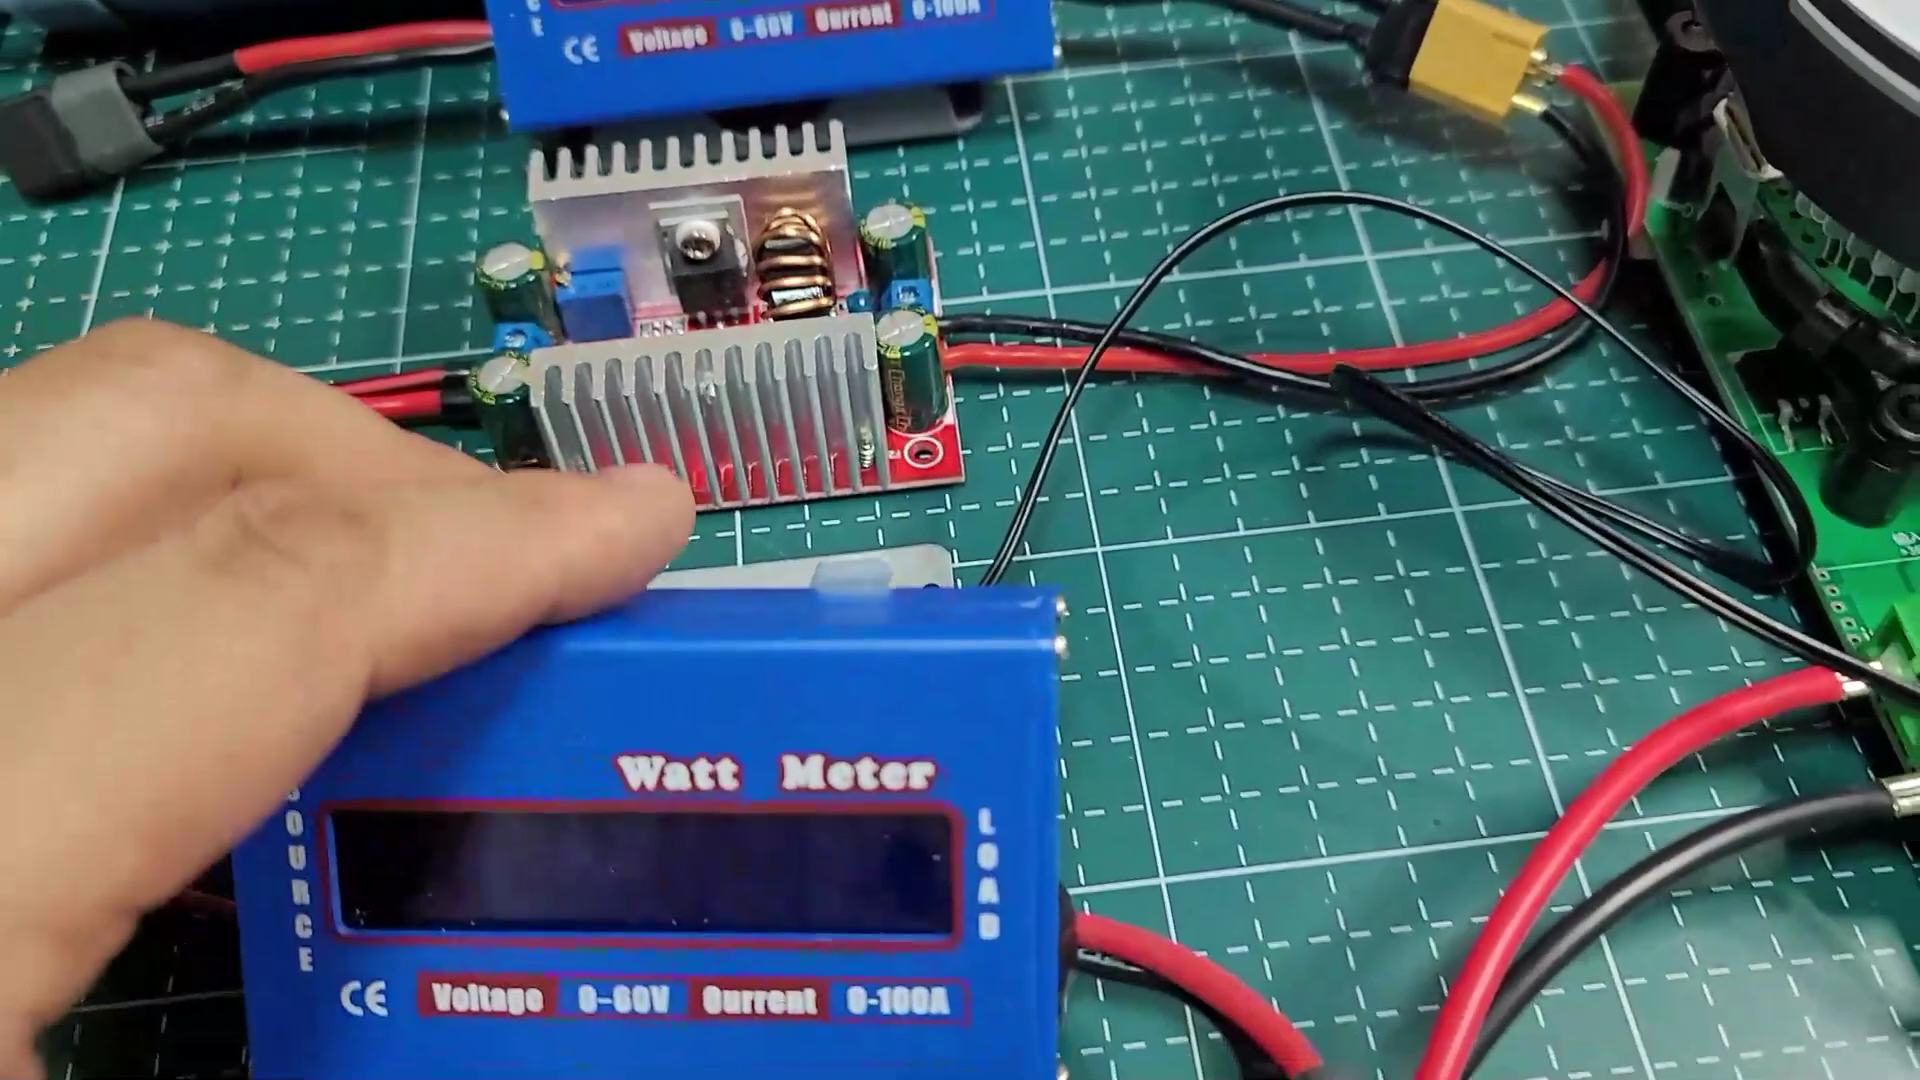 CE Voltage 0-60V Current 0-100A
Watt Meter
SOURCE
LOAD
CE Voltage 0-60V Current 0-100A